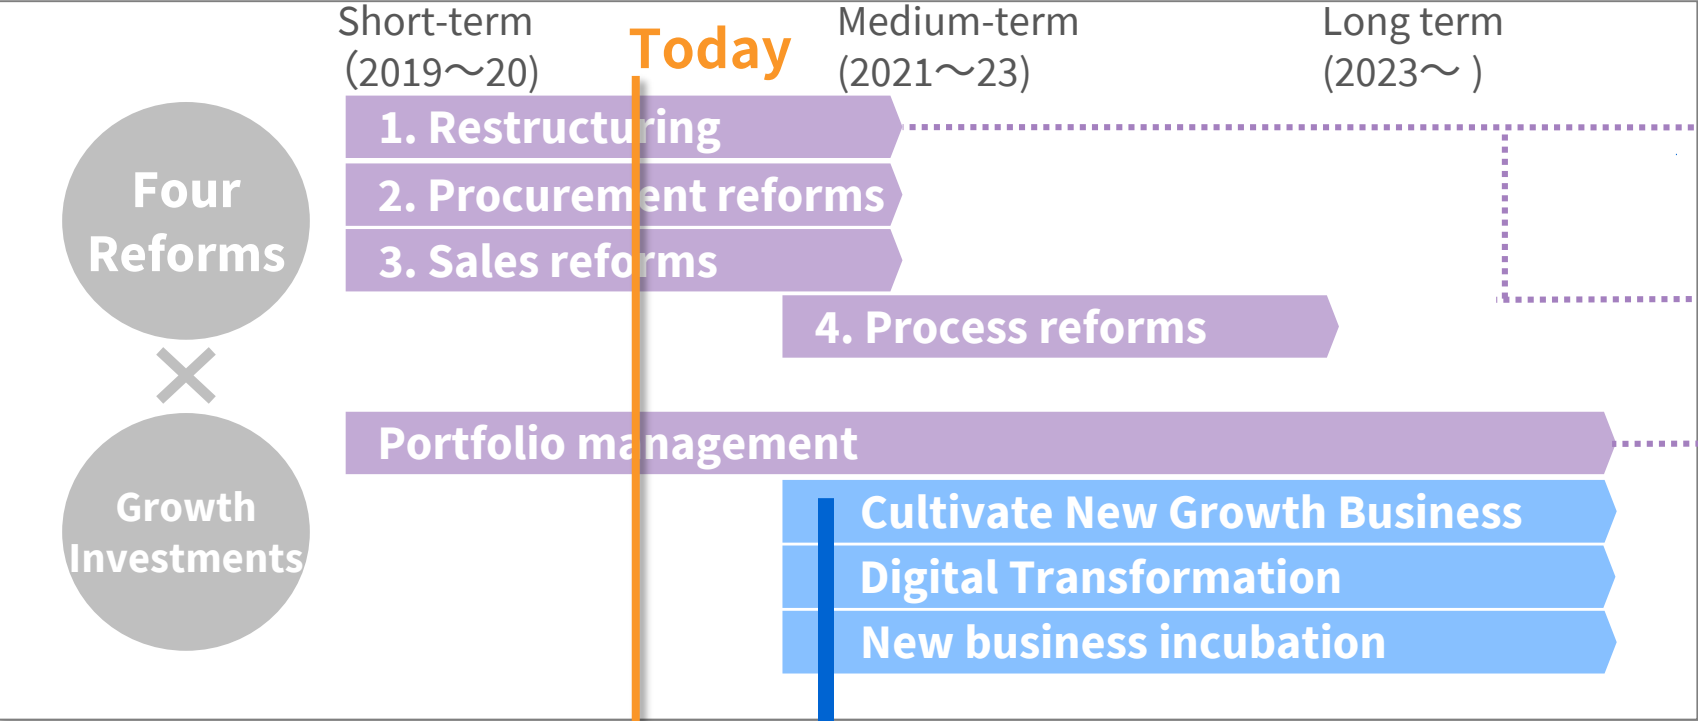 Short-term
（2019～20)
Today
Medium-term
(2021～23)
Long term
(2023～ )
Four
Reforms
1. Restructuring
2. Procurement reforms
3. Sales reforms
4. Process reforms
×
Growth
Investments
Portfolio management
Cultivate New Growth Business
Digital Transformation
New business incubation